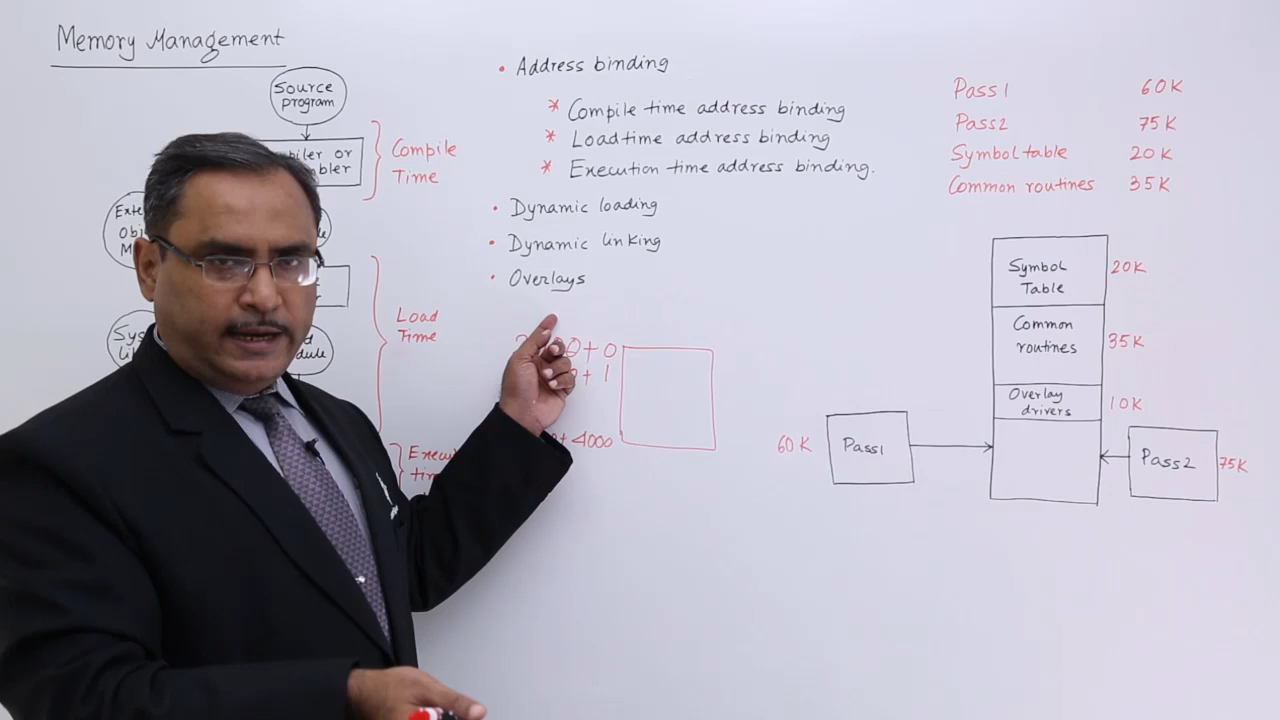 Memory Management
Source
program
Compile
Time
Load
Time
• Address binding
* Compile time address binding
* Loadtime address binding
* Execution time address binding.
• Dynamic loading
• Dynamic linking
• Overlays
+ 0
+ 1
+ 4000
Pass1 60K
Pass2 75K
Symbol table 20K
Common routines 35K
Symbol
Table
20K
Common
routines
35K
Overlay
drivers
10K
60K
Pass1
Pass2
75K